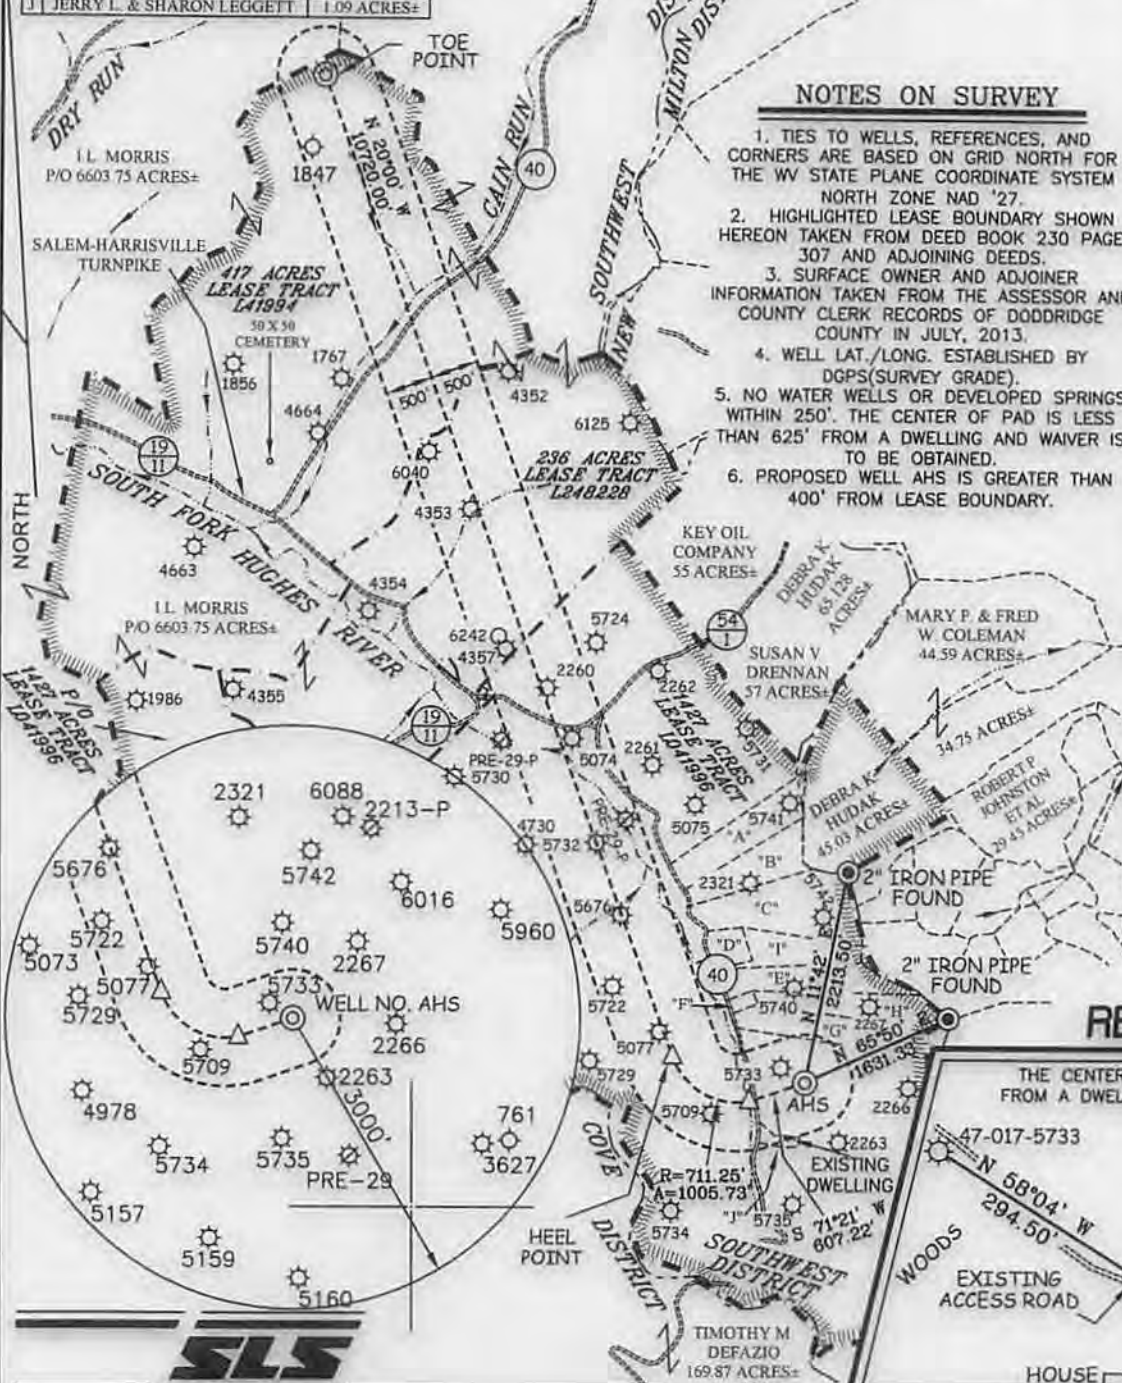 J JERRY L. & SHARON LEGGETT 1.09 ACRES±
TOE
POINT
DRY RUN
I.L. MORRIS
P/O 6603.75 ACRES±
1847
N 20°00' W
10720.00'
CAIN RUN
40
MILTON
SOUTHWEST
NEW
SALEM-HARRISVILLE
TURNPIKE
417 ACRES
LEASE TRACT
L41994
50 X 50
CEMETERY
1856
1767
4664
500' 500'
4352
6125
6040
236 ACRES
LEASE TRACT
L248228
4353
NOTES ON SURVEY
1. TIES TO WELLS, REFERENCES, AND
CORNERS ARE BASED ON GRID NORTH FOR
THE WV STATE PLANE COORDINATE SYSTEM
NORTH ZONE NAD '27.
2. HIGHLIGHTED LEASE BOUNDARY SHOWN
HEREON TAKEN FROM DEED BOOK 230 PAGE
307 AND ADJOINING DEEDS.
3. SURFACE OWNER AND ADJOINER
INFORMATION TAKEN FROM THE ASSESSOR AND
COUNTY CLERK RECORDS OF DODDRIDGE
COUNTY IN JULY, 2013.
4. WELL LAT./LONG. ESTABLISHED BY
DGPS(SURVEY GRADE).
5. NO WATER WELLS OR DEVELOPED SPRINGS
WITHIN 250'. THE CENTER OF PAD IS LESS
THAN 625' FROM A DWELLING AND WAIVER IS
TO BE OBTAINED.
6. PROPOSED WELL AHS IS GREATER THAN
400' FROM LEASE BOUNDARY.
NORTH
19
11
SOUTH FORK HUGHES RIVER
4663
4354
I.L. MORRIS
P/O 6603.75 ACRES±
1986
4355
P/O
1427 ACRES
LEASE TRACT
L041996
6242
4357
2260
5724
2262
19
11
PRE-29-P
5730
5074
2261
1427 ACRES
LEASE TRACT
L041996
5731
KEY OIL
COMPANY
55 ACRES±
DEBRA K
HUDAK
65.128
ACRES±
54
1
SUSAN V
DRENNAN
57 ACRES±
MARY P. & FRED
W. COLEMAN
44.59 ACRES±
34.75 ACRES±
ROBERT P
JOHNSTON
ET AL
29.45 ACRES±
DEBRA K
HUDAK
45.03 ACRES±
4730
5732
PRE-29-P
5075
5741
"A"
"B"
2321
"C"
5742
2" IRON PIPE
FOUND
2" IRON PIPE
FOUND
5676
"D"
"I"
40
"E"
5740
"F"
"H"
2267
"G"
N 11°42' E
2213.50'
N 65°50' E
1631.33'
5722
5077
5729
5733
5709
AHS
2266
2263
EXISTING
DWELLING
R=711.25'
A=1005.73'
"J"
5735
5734
S 71°21' W
607.22'
HEEL
POINT
COVE
DISTRICT
SOUTHWEST
DISTRICT
TIMOTHY M
DEFAZIO
169.87 ACRES±
2321
6088
2213-P
5676
5742
6016
5722
5740
5960
5073
5077
2267
5729
5733
WELL NO. AHS
5709
2266
2263
3000'
4978
761
5734
5735
3627
PRE-29
5157
5159
5160
SLS
THE CENTER
FROM A DWEL
47-017-5733
N 58°04' W
294.50'
WOODS
EXISTING
ACCESS ROAD
HOUSE